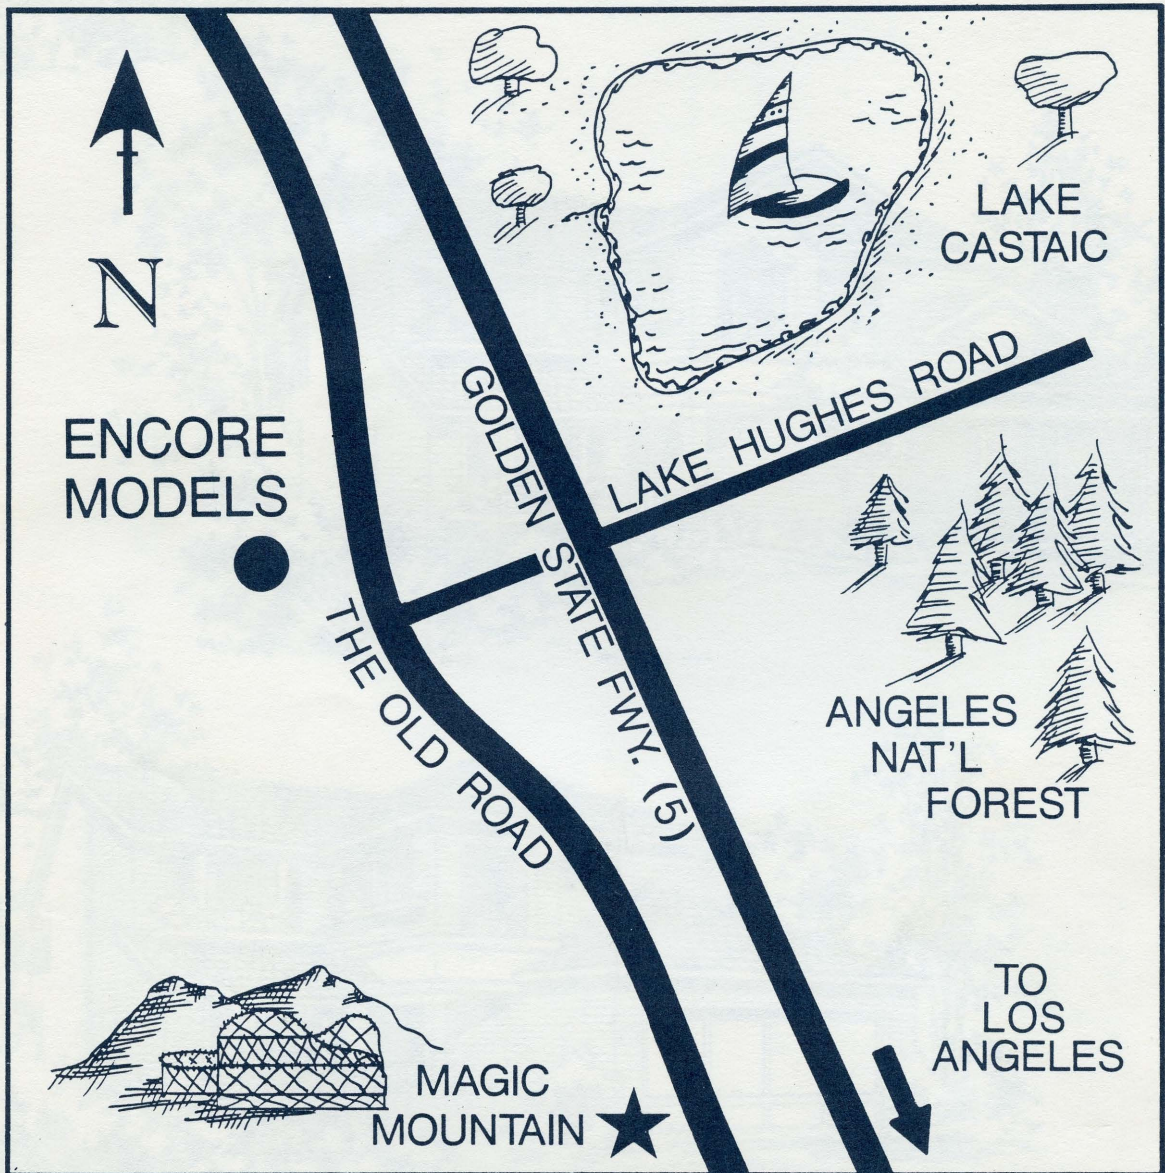 N
LAKE
CASTAIC
ENCORE
MODELS
GOLDEN STATE FWY. (5)
LAKE HUGHES ROAD
THE OLD ROAD
ANGELES
NAT'L
FOREST
TO
LOS
ANGELES
MAGIC
MOUNTAIN